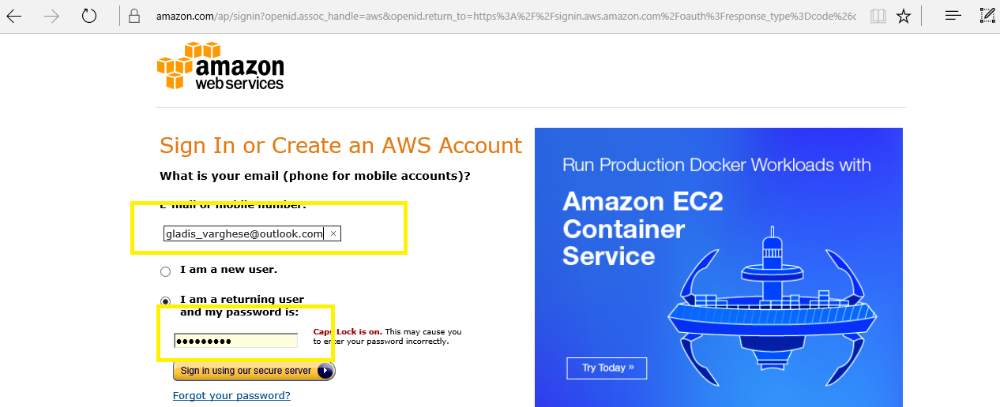 amazon.com/ap/signin?openid.assoc_handle=aws&openid.return_to=https%3A%2F%2Fsignin.aws.amazon.com%2Foauth%3Fresponse_type%3Dcode%26c
amazon
webservices
Sign In or Create an AWS Account
What is your email (phone for mobile accounts)?
E-mail or mobile number:
gladis_varghese@outlook.com ×
I am a new user.
I am a returning user
and my password is:
•••••••••
Caps Lock is on. This may cause you
to enter your password incorrectly.
Sign in using our secure server
Forgot your password?
Run Production Docker Workloads with
Amazon EC2
Container
Service
Try Today »